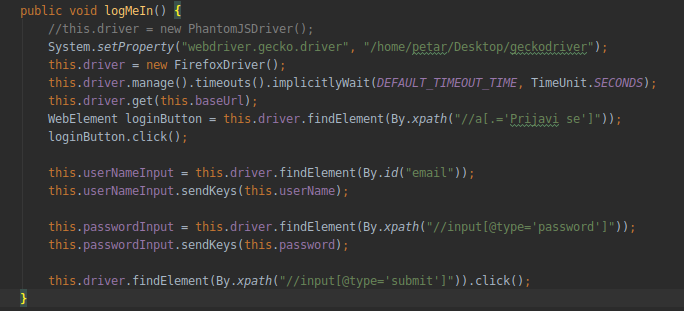 public void logMeIn() {
//this.driver = new PhantomJSDriver();
System.setProperty("webdriver.gecko.driver", "/home/petar/Desktop/geckodriver");
this.driver = new FirefoxDriver();
this.driver.manage().timeouts().implicitlyWait(DEFAULT_TIMEOUT_TIME, TimeUnit.SECONDS);
this.driver.get(this.baseUrl);
WebElement loginButton = this.driver.findElement(By.xpath("//a[.='Prijavi se']"));
loginButton.click();
this.userNameInput = this.driver.findElement(By.id("email"));
this.userNameInput.sendKeys(this.userName);
this.passwordInput = this.driver.findElement(By.xpath("//input[@type='password']"));
this.passwordInput.sendKeys(this.password);
this.driver.findElement(By.xpath("//input[@type='submit']")).click();
}